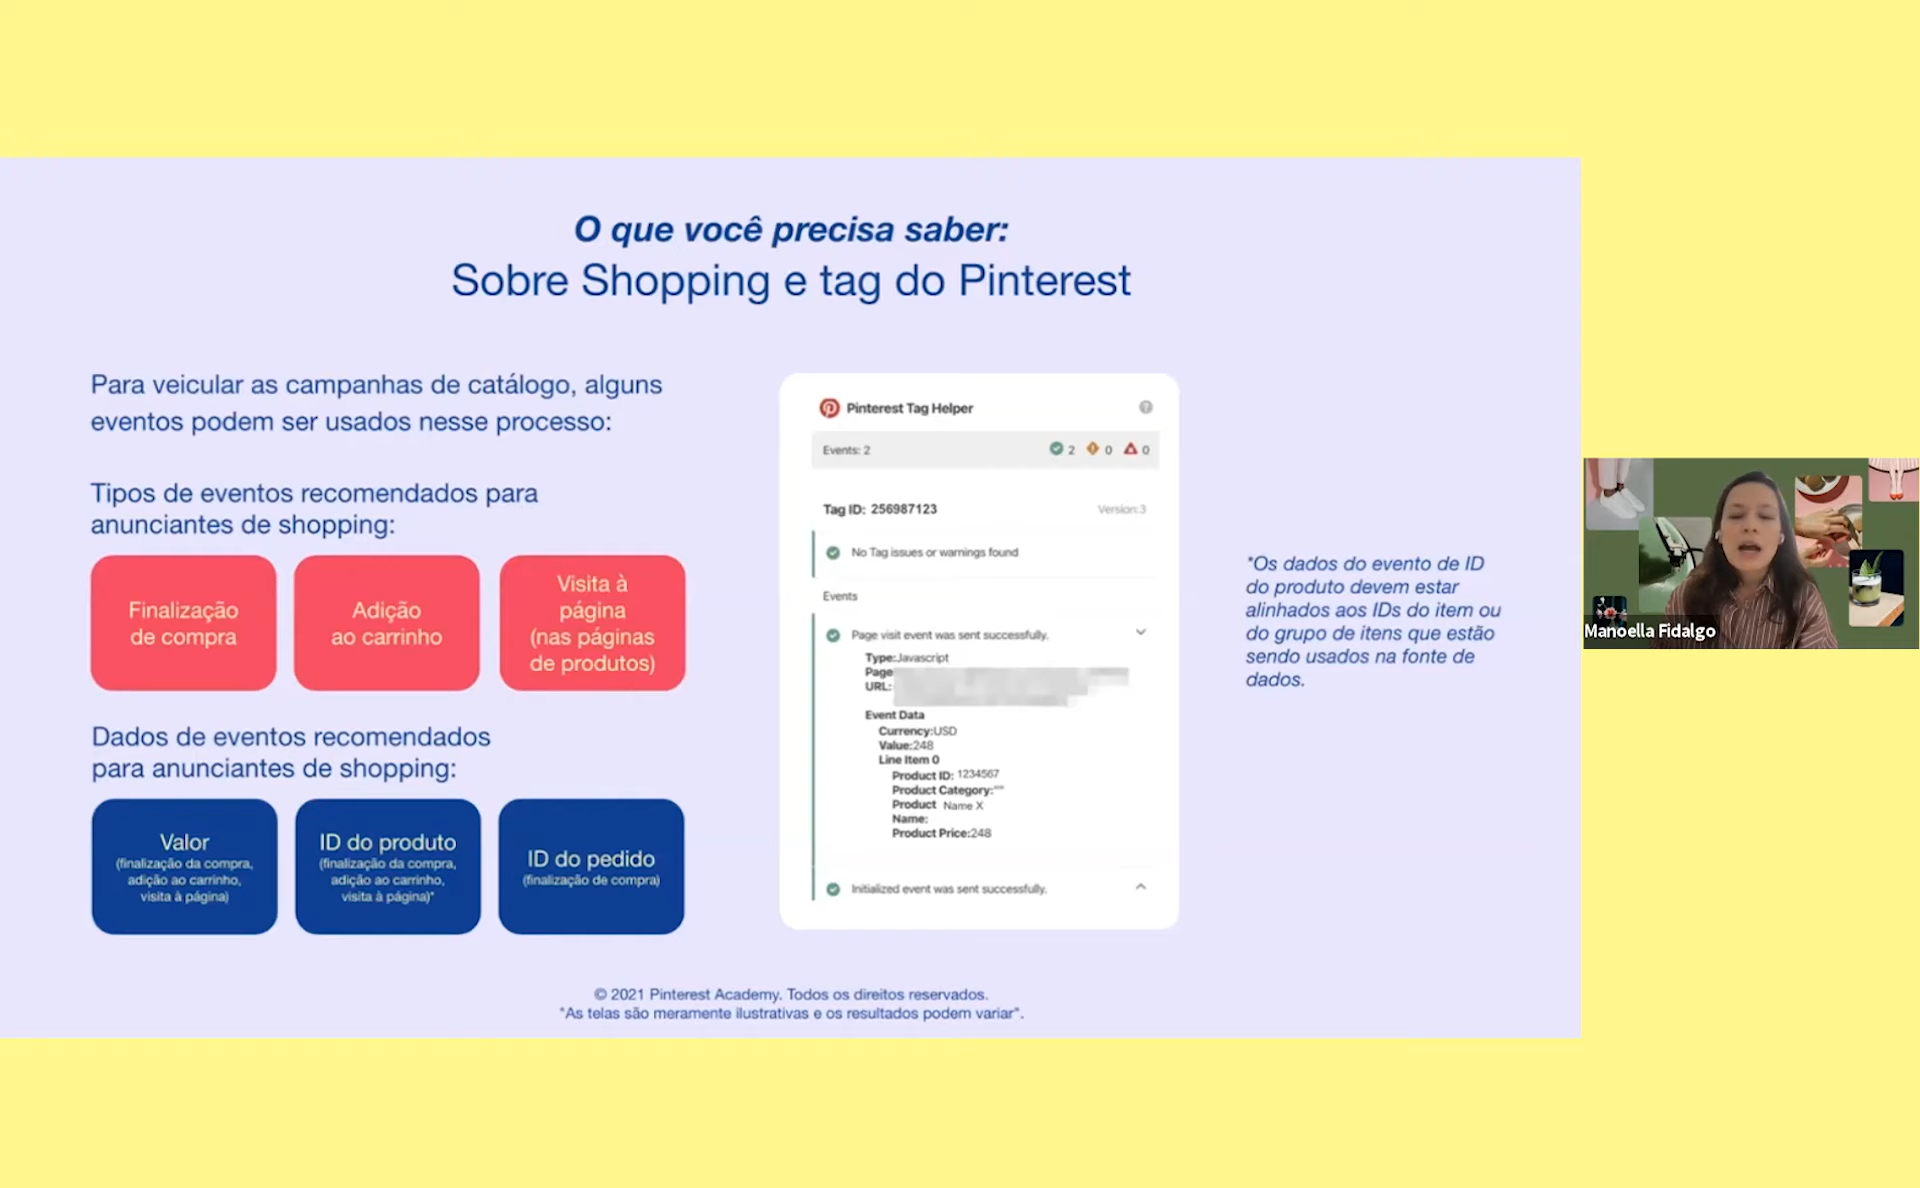 O que você precisa saber:
Sobre Shopping e tag do Pinterest
Para veicular as campanhas de catálogo, alguns
eventos podem ser usados nesse processo:
Tipos de eventos recomendados para
anunciantes de shopping:
Finalização
de compra
Adição
ao carrinho
Visita à
página
(nas páginas
de produtos)
Dados de eventos recomendados
para anunciantes de shopping:
Valor
(finalização da compra,
adição ao carrinho,
visita à página)
ID do produto
(finalização da compra,
adição ao carrinho,
visita à página)*
ID do pedido
(finalização de compra)
Pinterest Tag Helper
?
Events: 2
2 0 0
Tag ID: 256987123
Version:3
No Tag issues or warnings found
Events
Page visit event was sent successfully.
Type:Javascript
Page
URL:
Event Data
Currency:USD
Value:248
Line Item 0
Product ID: 1234567
Product Category:""
Product Name X
Name:
Product Price:248
Initialized event was sent successfully.
*Os dados do evento de ID
do produto devem estar
alinhados aos IDs do item ou
do grupo de itens que estão
sendo usados na fonte de
dados.
Manoella Fidalgo
© 2021 Pinterest Academy. Todos os direitos reservados.
"As telas são meramente ilustrativas e os resultados podem variar".